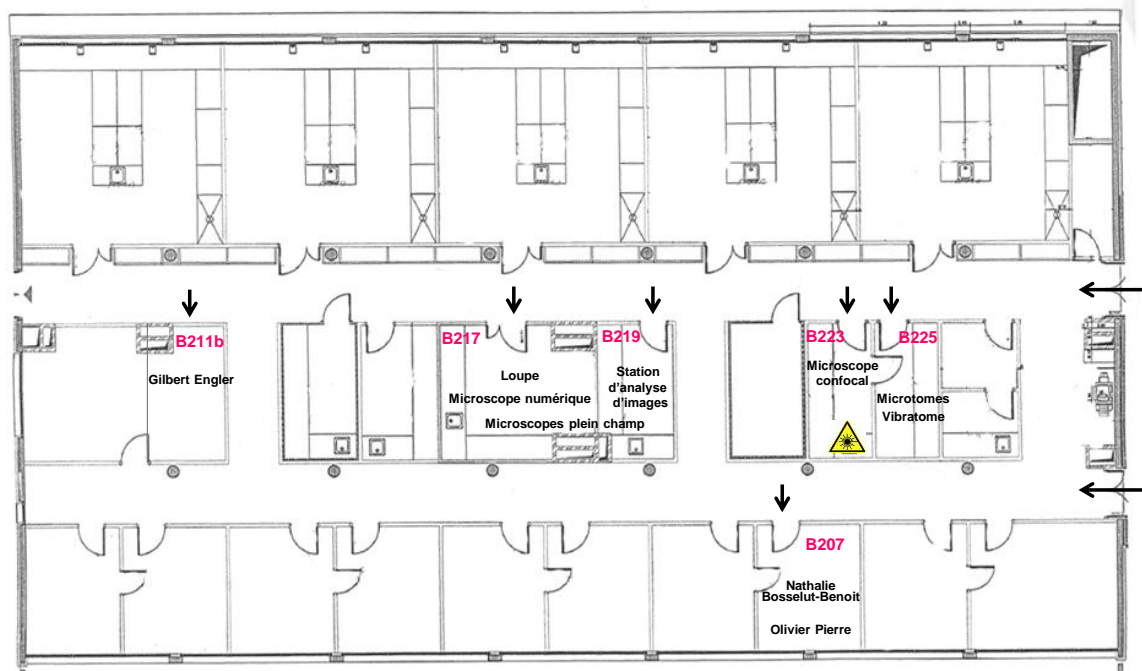 B211b
Gilbert Engler
B217
Loupe
Microscope numérique
Microscopes plein champ
B219
Station
d'analyse
d'images
B223
Microscope
confocal
B225
Microtomes
Vibratome
B207
Nathalie
Bosselut-Benoit
Olivier Pierre